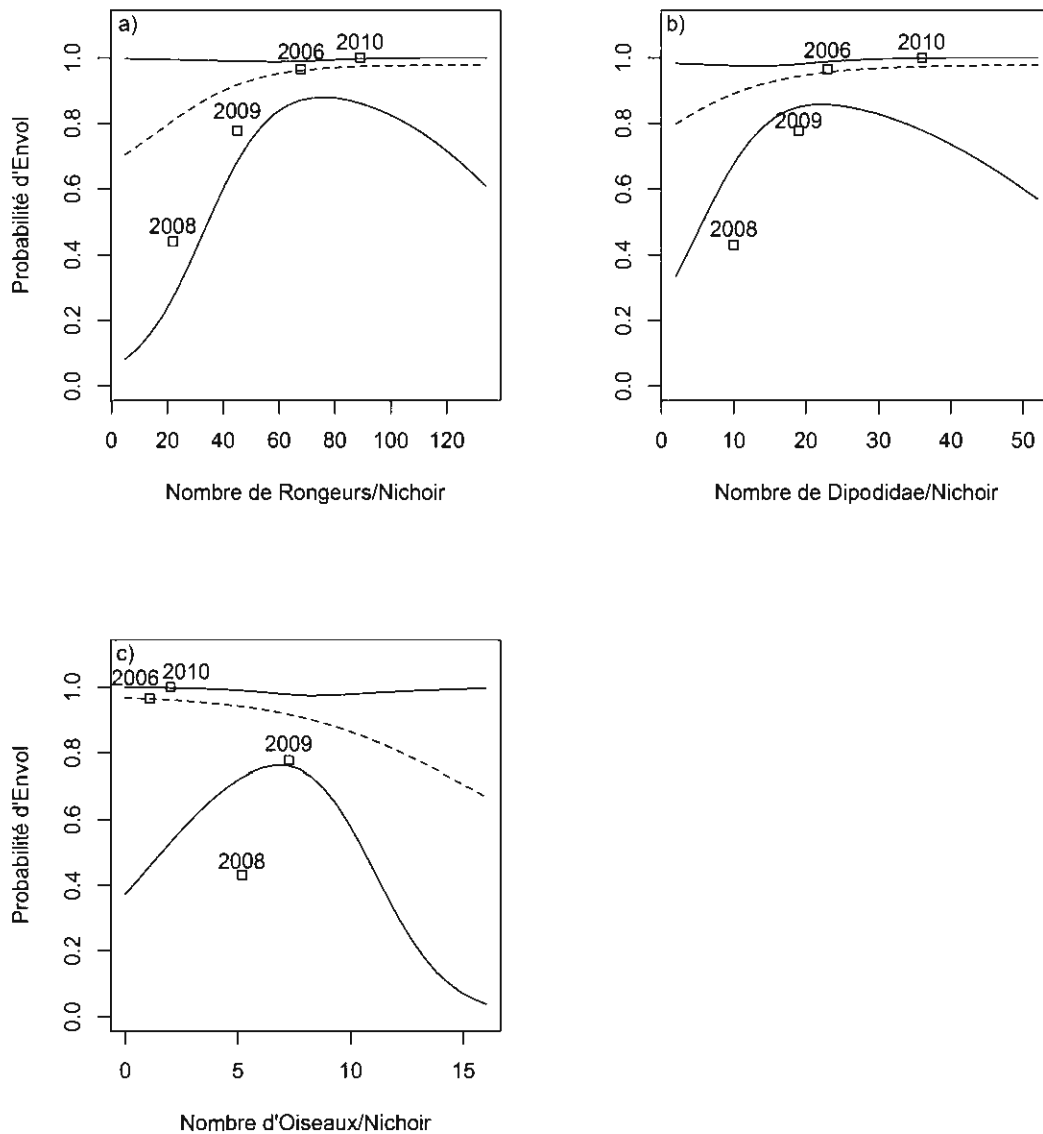 a)
2010
2006
2009
2008
Probabilité d'Envol
0.0 0.2 0.4 0.6 0.8 1.0
0 20 40 60 80 100 120
Nombre de Rongeurs/Nichoir
b)
2006
2010
2009
2008
0.0 0.2 0.4 0.6 0.8 1.0
0 10 20 30 40 50
Nombre de Dipodidae/Nichoir
c)
2006
2010
2009
2008
Probabilité d'Envol
0.0 0.2 0.4 0.6 0.8 1.0
0 5 10 15
Nombre d'Oiseaux/Nichoir